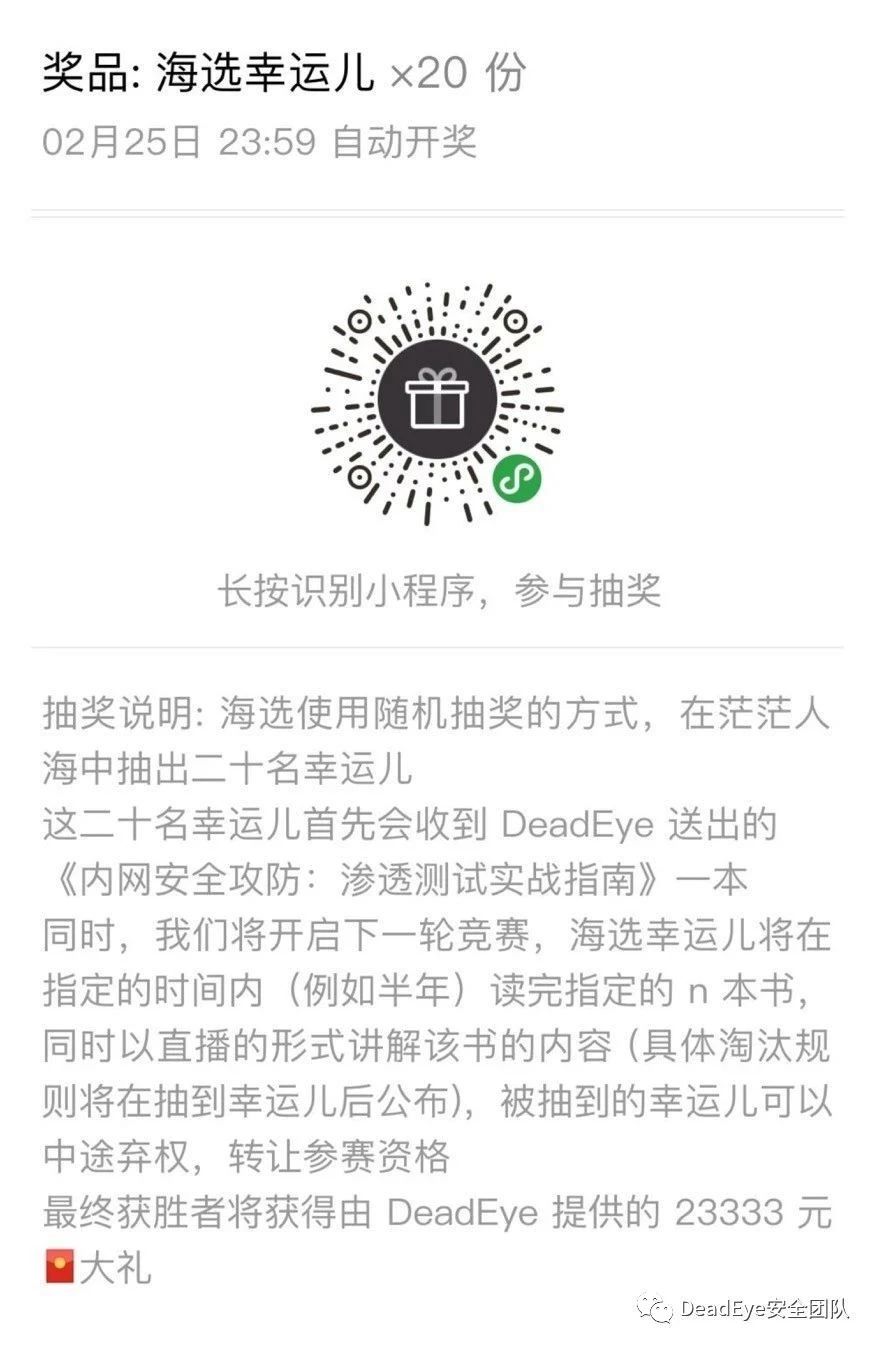 奖品: 海选幸运儿 ×20 份
02月25日 23:59 自动开奖
长按识别小程序，参与抽奖
抽奖说明: 海选使用随机抽奖的方式，在茫茫人
海中抽出二十名幸运儿
这二十名幸运儿首先会收到 DeadEye 送出的
《内网安全攻防：渗透测试实战指南》一本
同时，我们将开启下一轮竞赛，海选幸运儿将在
指定的时间内（例如半年）读完指定的 n 本书，
同时以直播的形式讲解该书的内容 (具体淘汰规
则将在抽到幸运儿后公布)，被抽到的幸运儿可以
中途弃权，转让参赛资格
最终获胜者将获得由 DeadEye 提供的 23333 元
🧧大礼
DeadEye安全团队